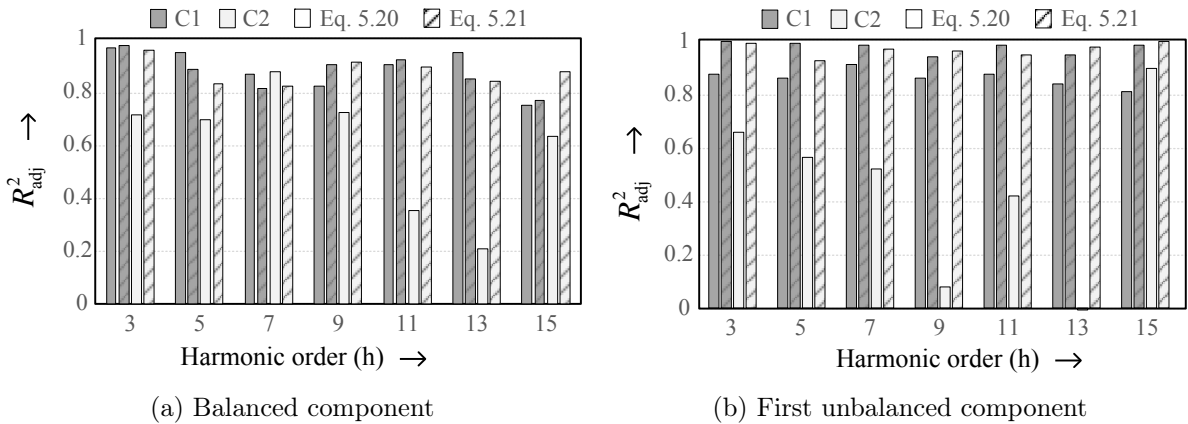 C1 C2 Eq. 5.20 Eq. 5.21
1
0.8
0.6
0.4
0.2
0
R²adj →
3 5 7 9 11 13 15
Harmonic order (h) →
(a) Balanced component
C1 C2 Eq. 5.20 Eq. 5.21
1
0.8
0.6
0.4
0.2
0
R²adj →
3 5 7 9 11 13 15
Harmonic order (h) →
(b) First unbalanced component